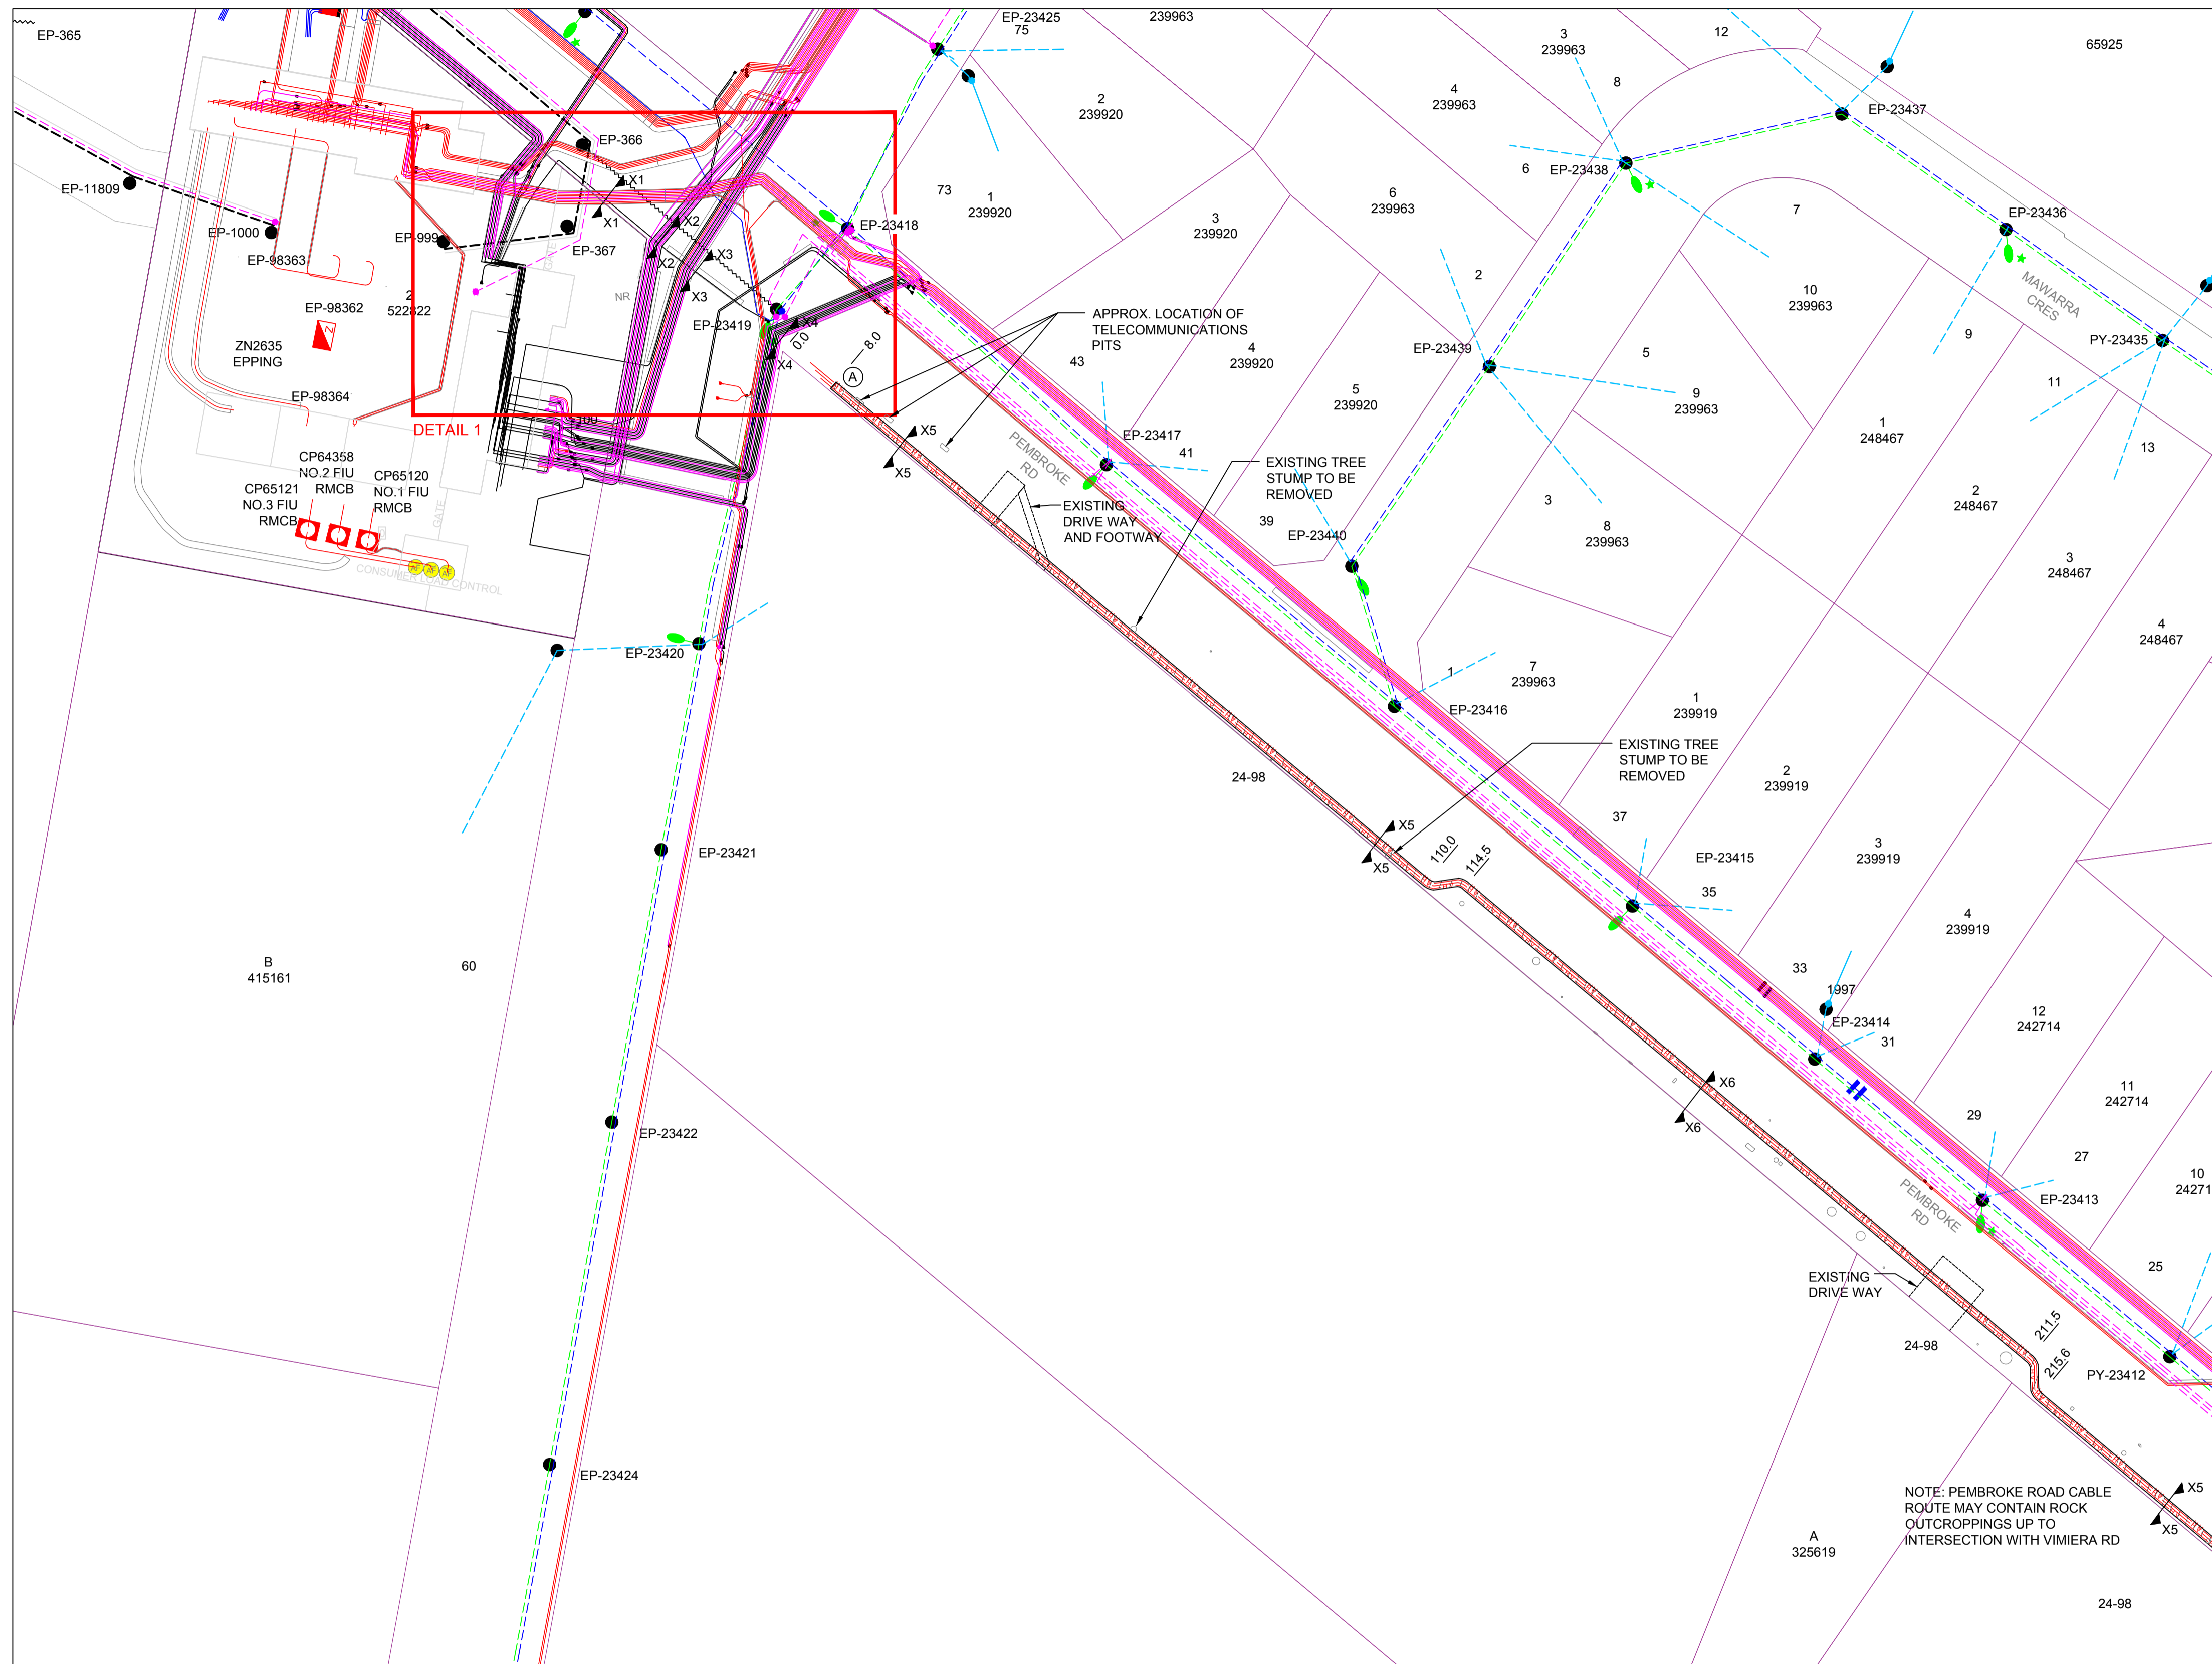 EP-365
EP-23425
75
239963
3
239963
12
65925
8
4
239963
2
239920
EP-23437
EP-366
EP-11809
EP-1000
EP-98363
EP-999
EP-367
X1
X1
X2
X2
X3
X3
X4
X4
EP-23418
73
1
239920
3
239920
6
239963
6
EP-23438
7
EP-23436
MAWARRA
CRES
10
239963
2
9
PY-23435
11
13
EP-98362
2
522822
NR
Z
ZN2635
EPPING
EP-98364
EP-23419
0.0
8.0
A
APPROX. LOCATION OF
TELECOMMUNICATIONS
PITS
43
4
239920
5
239920
EP-23439
5
9
239963
1
248467
2
248467
3
248467
4
248467
DETAIL 1
100
X5
X5
PEMBROKE
RD
EP-23417
41
EXISTING TREE
STUMP TO BE
REMOVED
EXISTING
DRIVE WAY
AND FOOTWAY
39
EP-23440
3
8
239963
CP64358
NO.2 FIU
RMCB
CP65120
NO.1 FIU
RMCB
CP65121
NO.3 FIU
RMCB
GATE
CONSUMER LOAD CONTROL
EP-23420
1
7
239963
EP-23416
1
239919
EXISTING TREE
STUMP TO BE
REMOVED
2
239919
24-98
X5
X5
110.0
114.5
37
EP-23415
35
3
239919
4
239919
EP-23421
B
415161
60
33
1997
EP-23414
31
12
242714
11
242714
29
27
10
24271
EP-23422
X6
X6
EP-23413
PEMBROKE
RD
25
EXISTING
DRIVE WAY
24-98
211.5
215.6
PY-23412
EP-23424
X5
X5
NOTE: PEMBROKE ROAD CABLE
ROUTE MAY CONTAIN ROCK
OUTCROPPINGS UP TO
INTERSECTION WITH VIMIERA RD
A
325619
24-98